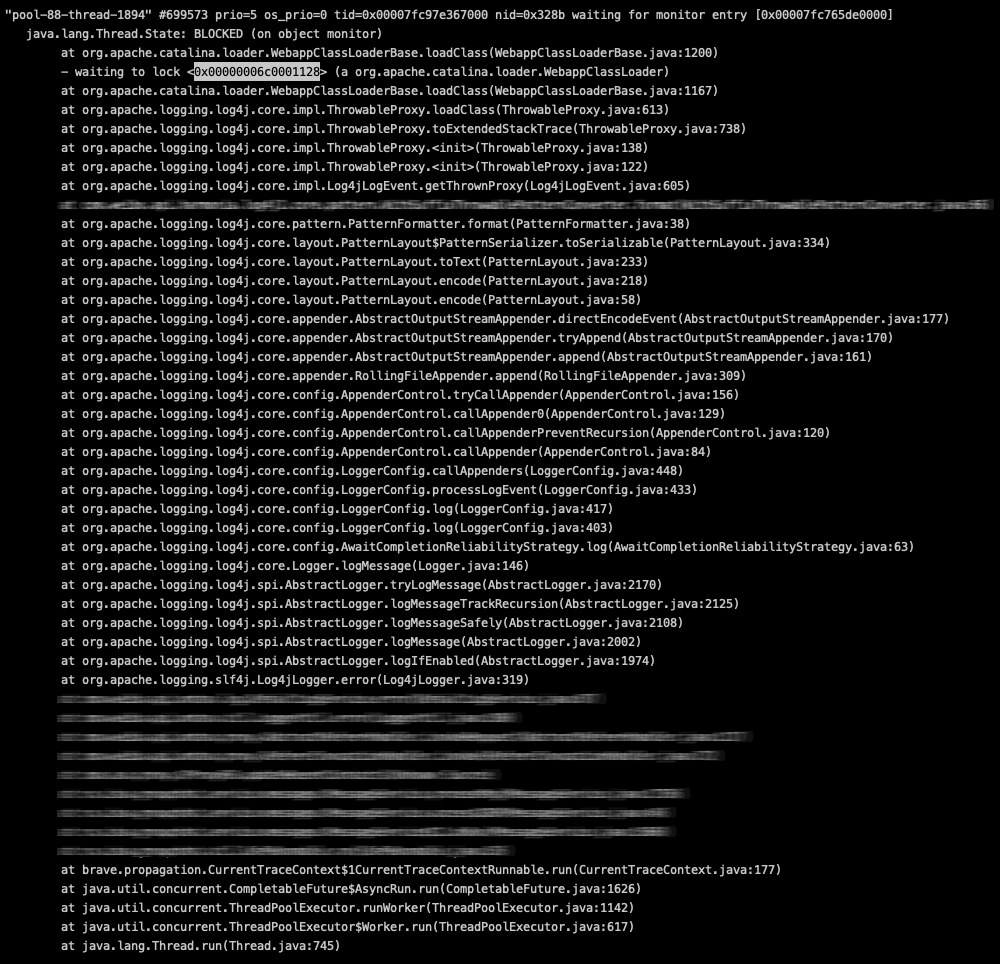 "pool-88-thread-1894" #699573 prio=5 os_prio=0 tid=0x00007fc97e367000 nid=0x328b waiting for monitor entry [0x00007fc765de0000]
java.lang.Thread.State: BLOCKED (on object monitor)
at org.apache.catalina.loader.WebappClassLoaderBase.loadClass(WebappClassLoaderBase.java:1200)
– waiting to lock <0x00000006c0001128> (a org.apache.catalina.loader.WebappClassLoader)
at org.apache.catalina.loader.WebappClassLoaderBase.loadClass(WebappClassLoaderBase.java:1167)
at org.apache.logging.log4j.core.impl.ThrowableProxy.loadClass(ThrowableProxy.java:613)
at org.apache.logging.log4j.core.impl.ThrowableProxy.toExtendedStackTrace(ThrowableProxy.java:738)
at org.apache.logging.log4j.core.impl.ThrowableProxy.<init>(ThrowableProxy.java:138)
at org.apache.logging.log4j.core.impl.ThrowableProxy.<init>(ThrowableProxy.java:122)
at org.apache.logging.log4j.core.impl.Log4jLogEvent.getThrownProxy(Log4jLogEvent.java:605)
at org.apache.logging.log4j.core.pattern.PatternFormatter.format(PatternFormatter.java:38)
at org.apache.logging.log4j.core.layout.PatternLayout$PatternSerializer.toSerializable(PatternLayout.java:334)
at org.apache.logging.log4j.core.layout.PatternLayout.toText(PatternLayout.java:233)
at org.apache.logging.log4j.core.layout.PatternLayout.encode(PatternLayout.java:218)
at org.apache.logging.log4j.core.layout.PatternLayout.encode(PatternLayout.java:58)
at org.apache.logging.log4j.core.appender.AbstractOutputStreamAppender.directEncodeEvent(AbstractOutputStreamAppender.java:177)
at org.apache.logging.log4j.core.appender.AbstractOutputStreamAppender.tryAppend(AbstractOutputStreamAppender.java:170)
at org.apache.logging.log4j.core.appender.AbstractOutputStreamAppender.append(AbstractOutputStreamAppender.java:161)
at org.apache.logging.log4j.core.appender.RollingFileAppender.append(RollingFileAppender.java:309)
at org.apache.logging.log4j.core.config.AppenderControl.tryCallAppender(AppenderControl.java:156)
at org.apache.logging.log4j.core.config.AppenderControl.callAppender0(AppenderControl.java:129)
at org.apache.logging.log4j.core.config.AppenderControl.callAppenderPreventRecursion(AppenderControl.java:120)
at org.apache.logging.log4j.core.config.AppenderControl.callAppender(AppenderControl.java:84)
at org.apache.logging.log4j.core.config.LoggerConfig.callAppenders(LoggerConfig.java:448)
at org.apache.logging.log4j.core.config.LoggerConfig.processLogEvent(LoggerConfig.java:433)
at org.apache.logging.log4j.core.config.LoggerConfig.log(LoggerConfig.java:417)
at org.apache.logging.log4j.core.config.LoggerConfig.log(LoggerConfig.java:403)
at org.apache.logging.log4j.core.config.AwaitCompletionReliabilityStrategy.log(AwaitCompletionReliabilityStrategy.java:63)
at org.apache.logging.log4j.core.Logger.logMessage(Logger.java:146)
at org.apache.logging.log4j.spi.AbstractLogger.tryLogMessage(AbstractLogger.java:2170)
at org.apache.logging.log4j.spi.AbstractLogger.logMessageTrackRecursion(AbstractLogger.java:2125)
at org.apache.logging.log4j.spi.AbstractLogger.logMessageSafely(AbstractLogger.java:2108)
at org.apache.logging.log4j.spi.AbstractLogger.logMessage(AbstractLogger.java:2002)
at org.apache.logging.log4j.spi.AbstractLogger.logIfEnabled(AbstractLogger.java:1974)
at org.apache.logging.slf4j.Log4jLogger.error(Log4jLogger.java:319)
at brave.propagation.CurrentTraceContext$1CurrentTraceContextRunnable.run(CurrentTraceContext.java:177)
at java.util.concurrent.CompletableFuture$AsyncRun.run(CompletableFuture.java:1626)
at java.util.concurrent.ThreadPoolExecutor.runWorker(ThreadPoolExecutor.java:1142)
at java.util.concurrent.ThreadPoolExecutor$Worker.run(ThreadPoolExecutor.java:617)
at java.lang.Thread.run(Thread.java:745)